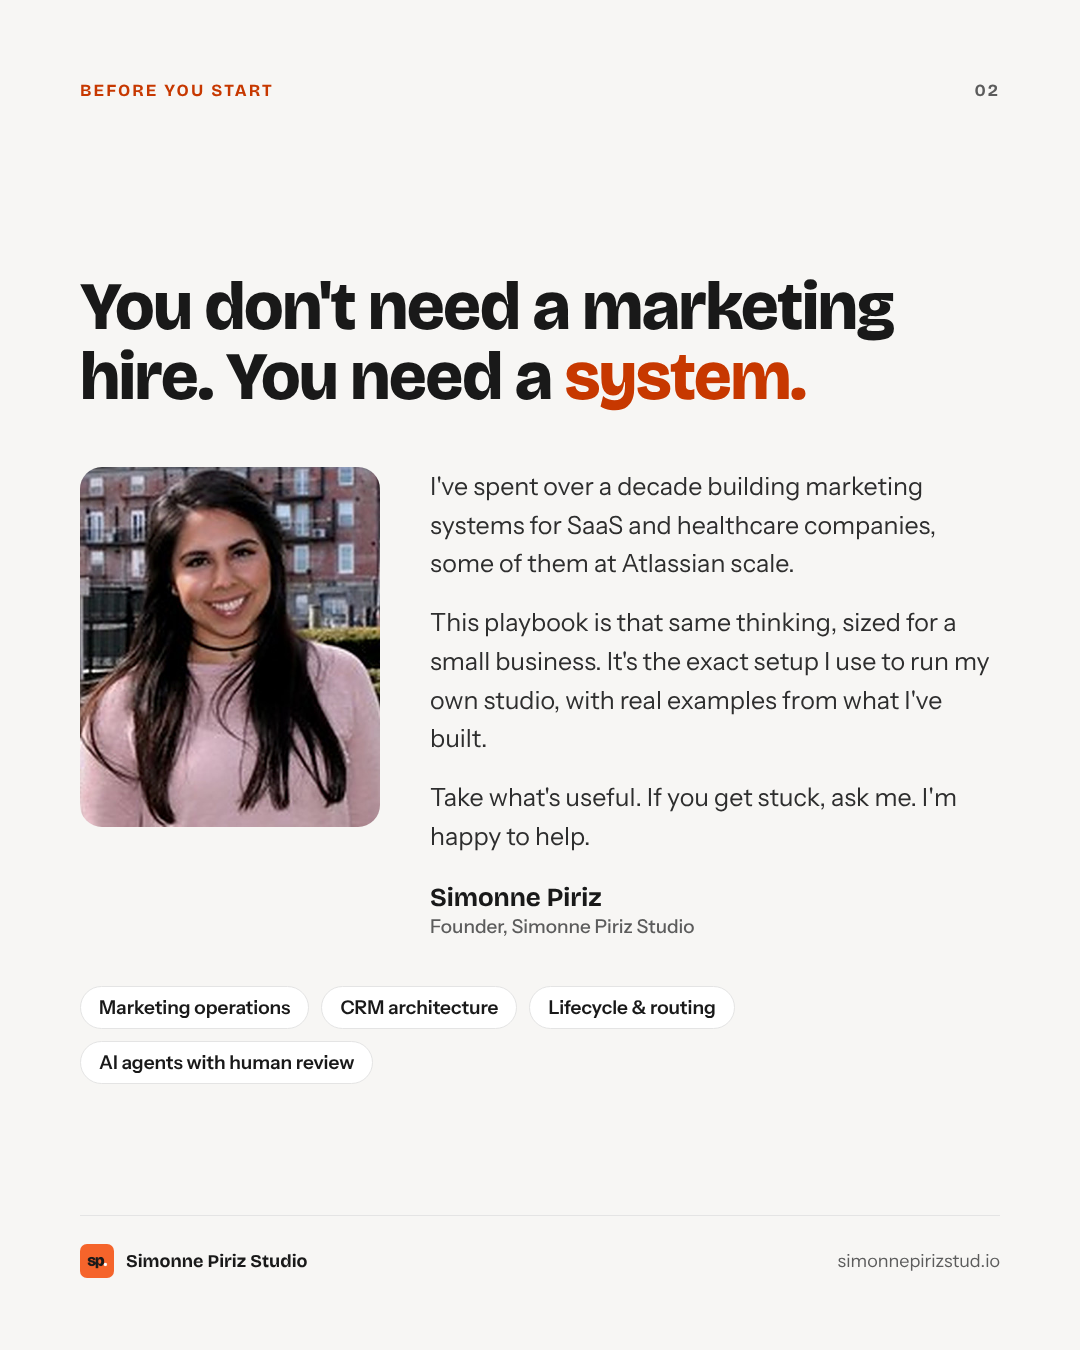 BEFORE YOU START
02
You don't need a marketing
hire. You need a system.
I've spent over a decade building marketing
systems for SaaS and healthcare companies,
some of them at Atlassian scale.
This playbook is that same thinking, sized for a
small business. It's the exact setup I use to run my
own studio, with real examples from what I've
built.
Take what's useful. If you get stuck, ask me. I'm
happy to help.
Simonne Piriz
Founder, Simonne Piriz Studio
Marketing operations
CRM architecture
Lifecycle & routing
AI agents with human review
sp.
Simonne Piriz Studio
simonnepirizstud.io